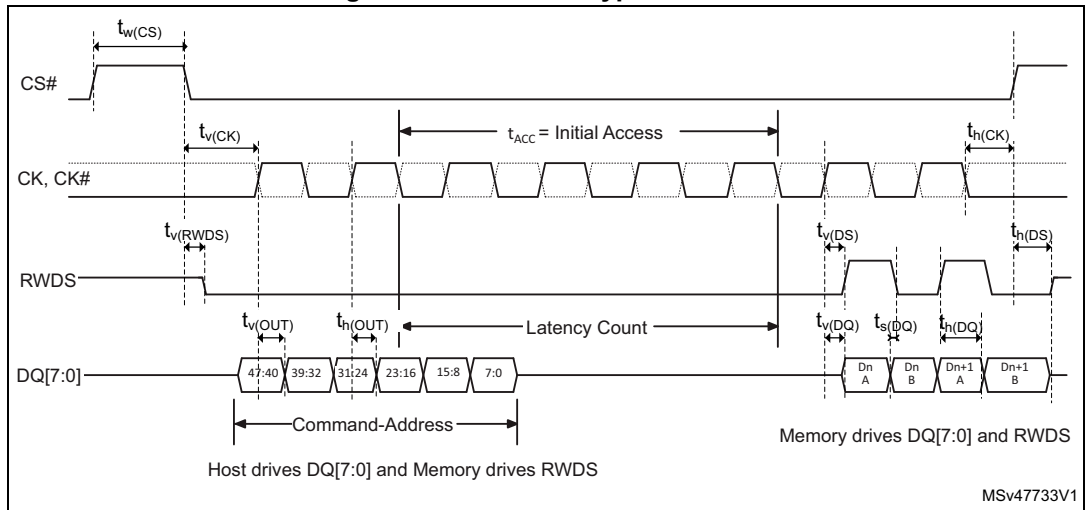 tw(CS)
CS#
tv(CK)
tACC = Initial Access
th(CK)
CK, CK#
tv(RWDS)
tv(DS)
th(DS)
RWDS
tv(OUT)
th(OUT)
Latency Count
tv(DQ)
ts(DQ)
th(DQ)
DQ[7:0]
47:40 39:32 31:24 23:16 15:8 7:0
Dn A
Dn B
Dn+1 A
Dn+1 B
Command-Address
Memory drives DQ[7:0] and RWDS
Host drives DQ[7:0] and Memory drives RWDS
MSv47733V1